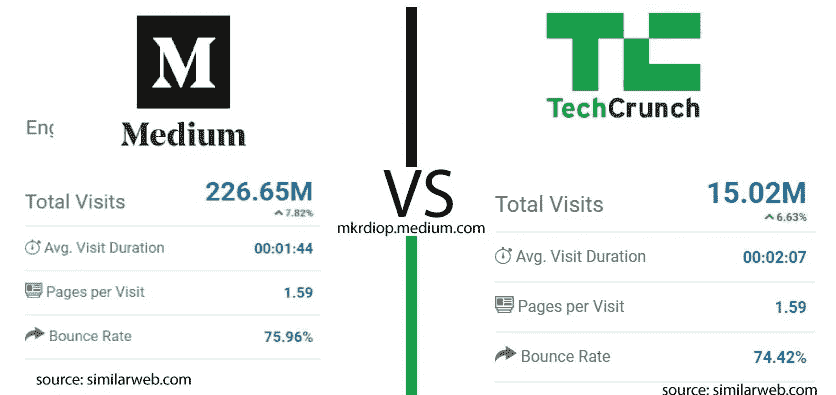 M
Medium
Total Visits 226.65M
7.82%
Avg. Visit Duration 00:01:44
Pages per Visit 1.59
Bounce Rate 75.96%
source: similarweb.com
VS
mkrdiop.medium.com
TC
TechCrunch
Total Visits 15.02M
6.63%
Avg. Visit Duration 00:02:07
Pages per Visit 1.59
Bounce Rate 74.42%
source: similarweb.com